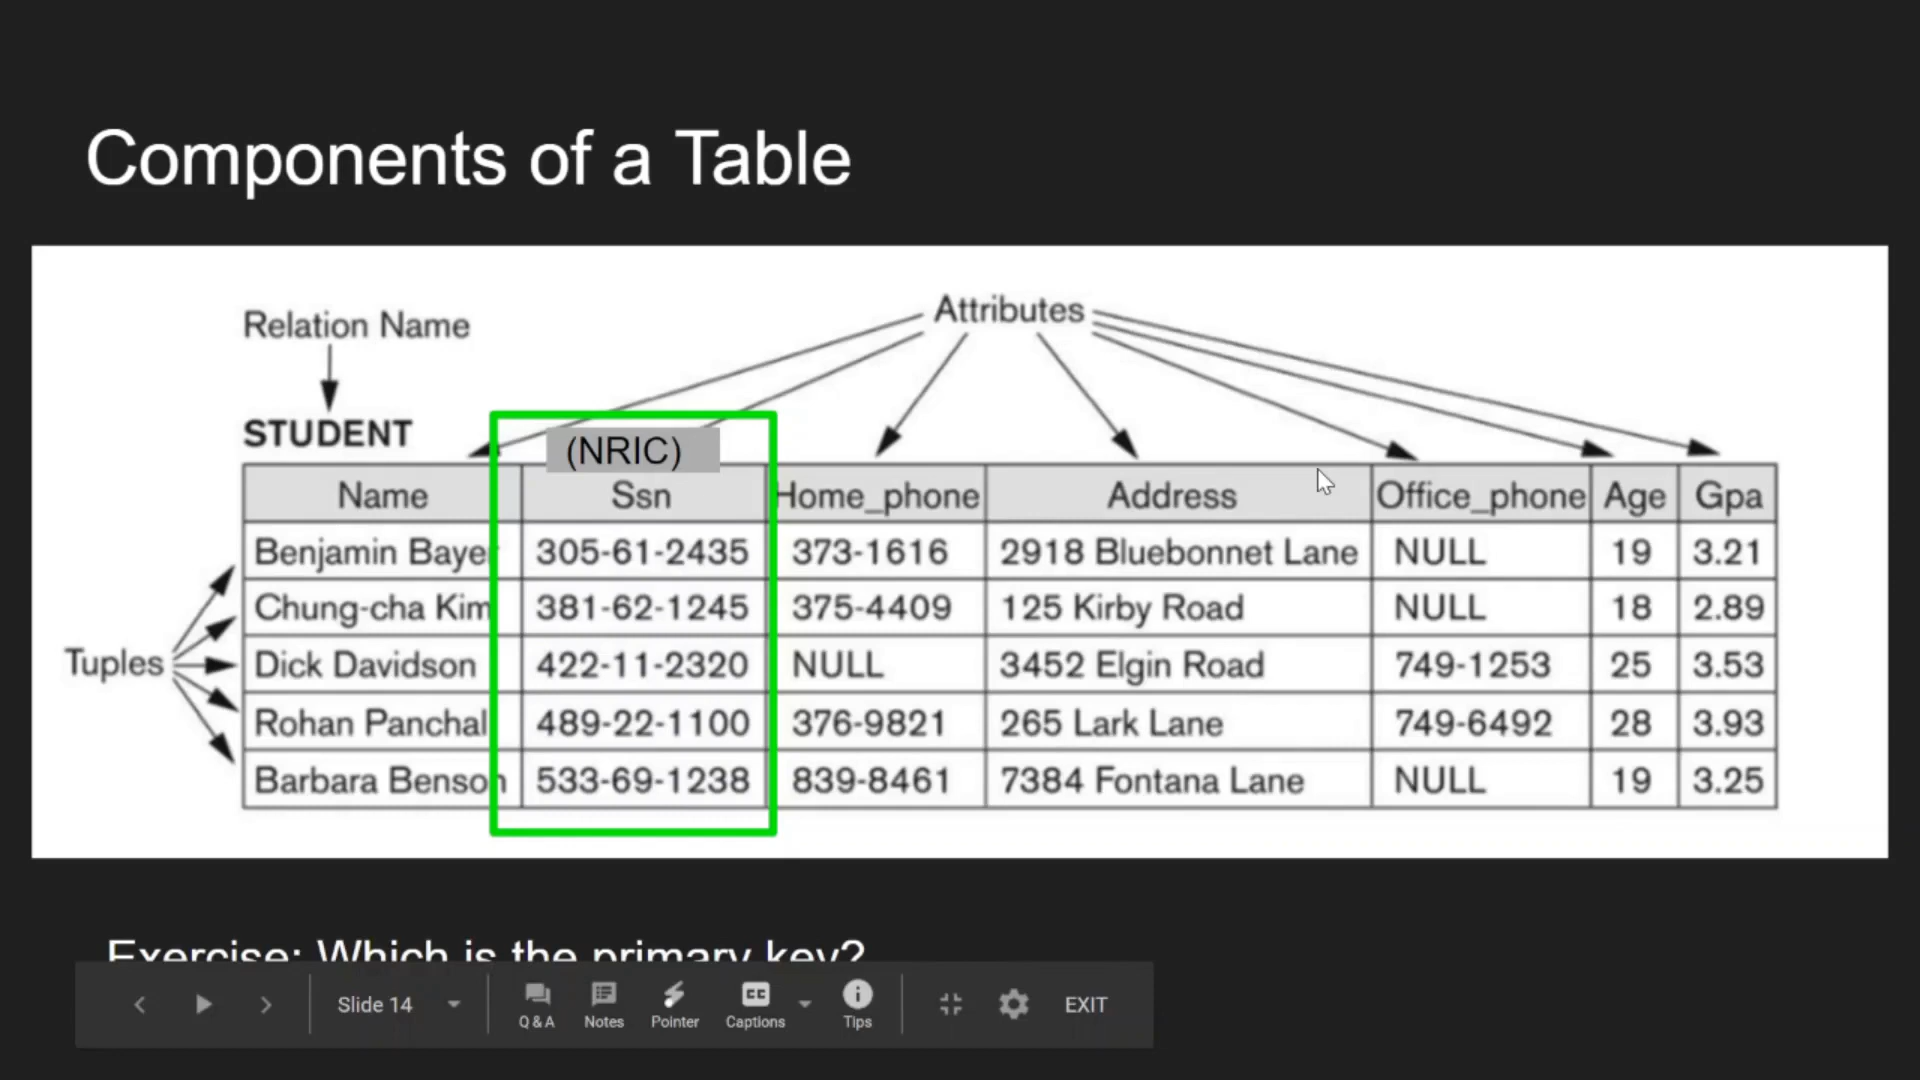 Components of a Table
Relation Name
Attributes
STUDENT
(NRIC)
Name Ssn Home_phone Address Office_phone Age Gpa
Benjamin Bayer 305-61-2435 373-1616 2918 Bluebonnet Lane NULL 19 3.21
Chung-cha Kim 381-62-1245 375-4409 125 Kirby Road NULL 18 2.89
Tuples
Dick Davidson 422-11-2320 NULL 3452 Elgin Road 749-1253 25 3.53
Rohan Panchal 489-22-1100 376-9821 265 Lark Lane 749-6492 28 3.93
Barbara Benson 533-69-1238 839-8461 7384 Fontana Lane NULL 19 3.25
Exercise: Which is the primary key?
Slide 14 Q & A Notes Pointer CC Captions Tips EXIT